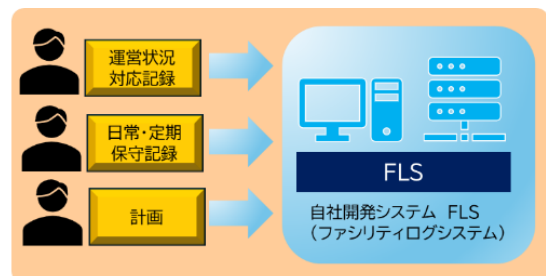 運営状況
対応記録
日常・定期
保守記録
計画
FLS
自社開発システム FLS
（ファシリティログシステム）